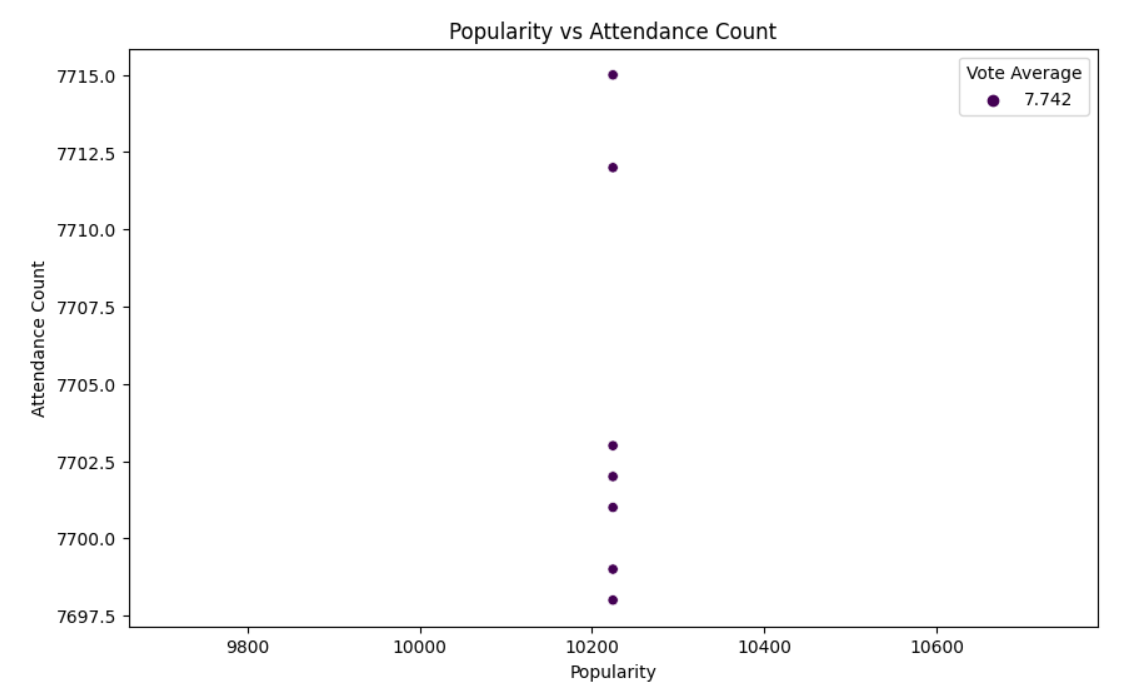 Popularity vs Attendance Count
Vote Average
7.742
7715.0
7712.5
7710.0
7707.5
7705.0
7702.5
7700.0
7697.5
Attendance Count
9800 10000 10200 10400 10600
Popularity